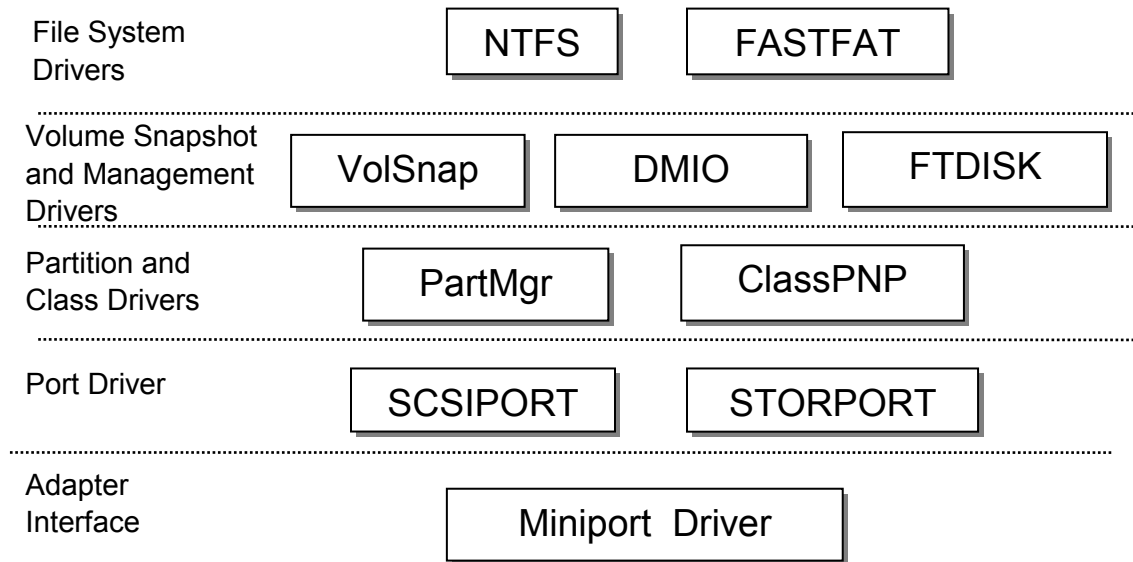 File System
Drivers
NTFS
FASTFAT
Volume Snapshot
and Management
Drivers
VolSnap
DMIO
FTDISK
Partition and
Class Drivers
PartMgr
ClassPNP
Port Driver
SCSIPORT
STORPORT
Adapter
Interface
Miniport Driver